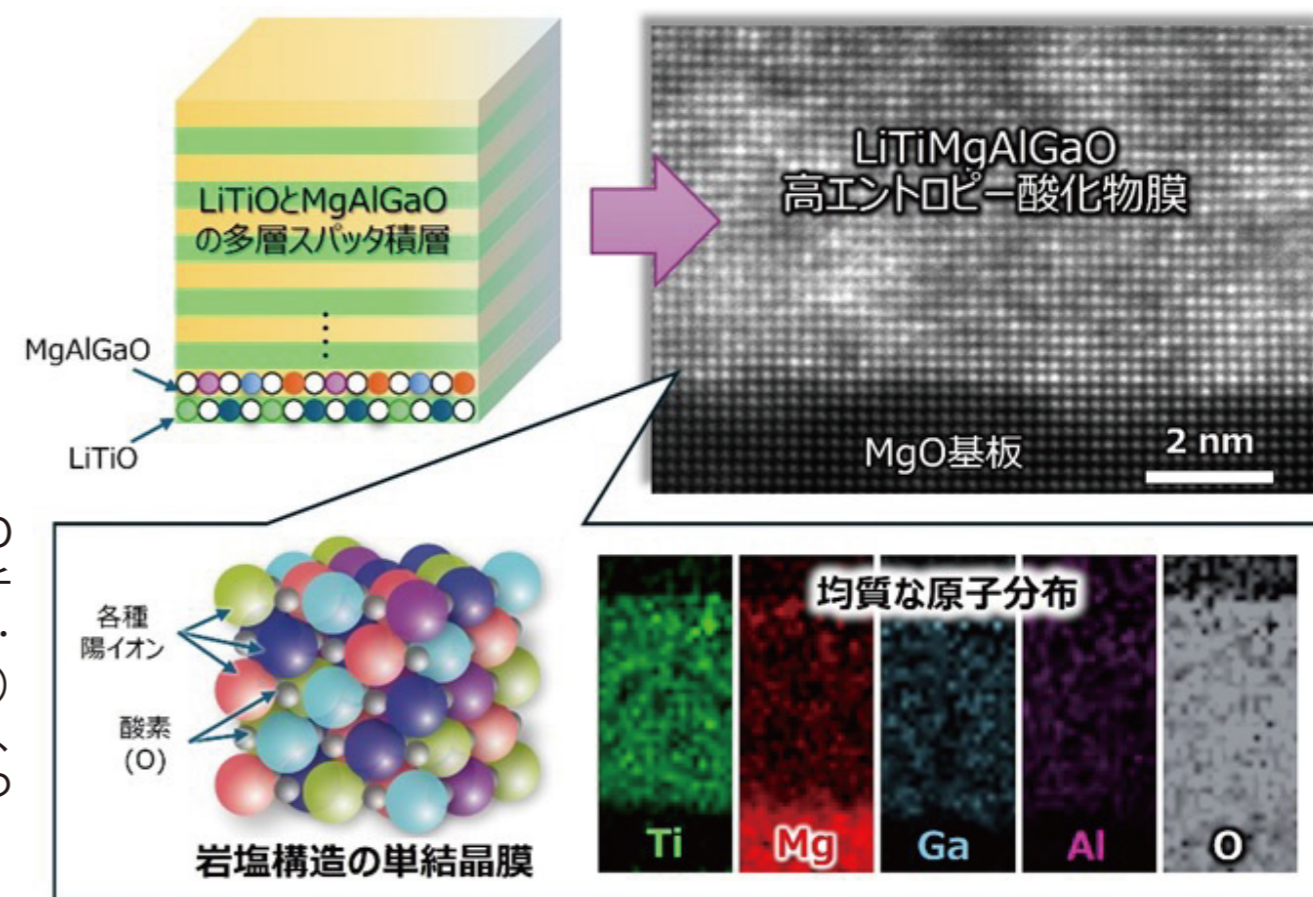 LiTiOとMgAlGaO
の多層スパッタ積層
MgAlGaO
LiTiO
LiTiMgAlGaO
高エントロピー酸化物膜
MgO基板
2 nm
各種
陽イオン
酸素
(O)
岩塩構造の単結晶膜
均質な原子分布
Ti
Mg
Ga
Al
O